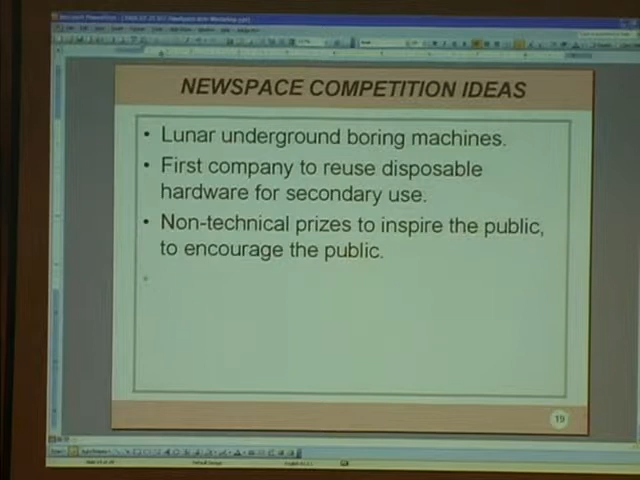 NEWSPACE COMPETITION IDEAS
• Lunar underground boring machines.
• First company to reuse disposable
hardware for secondary use.
• Non-technical prizes to inspire the public,
to encourage the public.
19